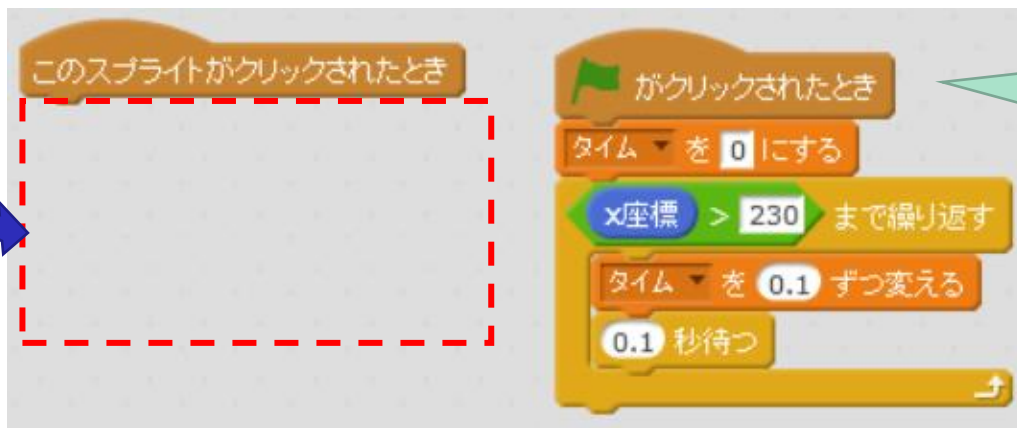 このスプライトがクリックされたとき
がクリックされたとき
タイム を 0 にする
x座標 > 230 まで繰り返す
タイム を 0.1 ずつ変える
0.1 秒待つ